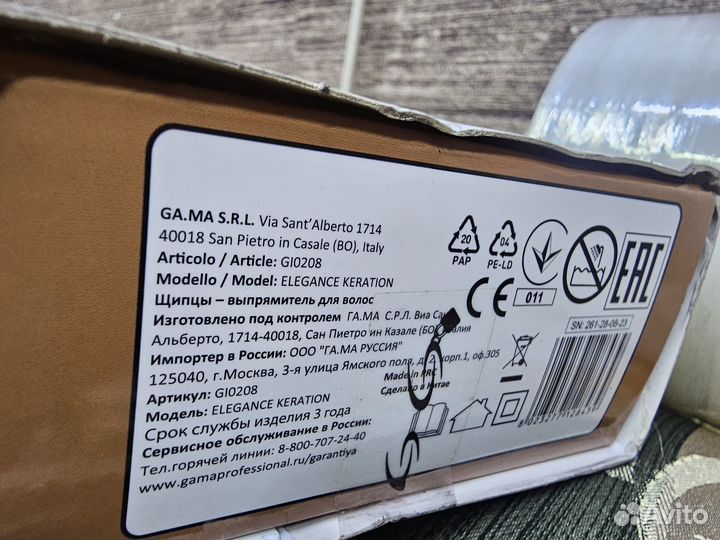 GA.MA S.R.L. Via Sant'Alberto 1714
40018 San Pietro in Casale (BO), Italy
Articolo / Article: GI0208
Modello / Model: ELEGANCE KERATION
Щипцы – выпрямитель для волос
Изготовлено под контролем ГА.МА С.Р.Л. Виа
Альберто, 1714-40018, Сан Пиетро ин Казале
Импортер в России: ООО "ГА.МА РУССИЯ"
125040, г.Москва, 3-я улица Ямского поля, корп.1, оф.305
Артикул: GI0208
Модель: ELEGANCE KERATION
Срок службы изделия 3 года
Сервисное обслуживание в России:
Тел.горячей линии: 8-800-707-24-40
www.gamaprofessional.ru/garantiya
20
PAP
04
PE-LD
011
CE
EAC
Made in PRC
Сделано в Китае
SN: 261-28-08-23
Avito